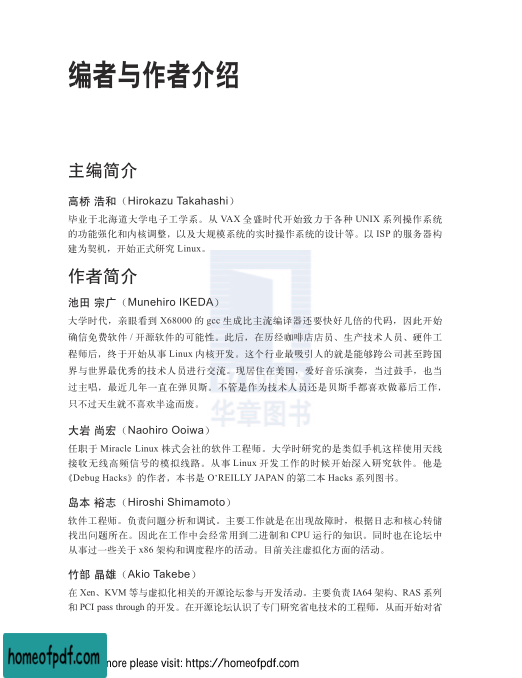 编者与作者介绍
主编简介
高桥 浩和（Hirokazu Takahashi）
毕业于北海道大学电子工学系。从 VAX 全盛时代开始致力于各种 UNIX 系列操作系统
的功能强化和内核调整，以及大规模系统的实时操作系统的设计等。以 ISP 的服务器构
建为契机，开始正式研究 Linux。
作者简介
池田 宗广（Munehiro IKEDA）
大学时代，亲眼看到 X68000 的 gcc 生成比主流编译器还要快好几倍的代码，因此开始
确信免费软件 / 开源软件的可能性。此后，在历经咖啡店店员、生产技术人员、硬件工
程师后，终于开始从事 Linux 内核开发。这个行业最吸引人的就是能够跨公司甚至跨国
界与世界最优秀的技术人员进行交流。现居住在美国，爱好音乐演奏，当过鼓手，也当
过主唱，最近几年一直在弹贝斯。不管是作为技术人员还是贝斯手都喜欢做幕后工作，
只不过天生就不喜欢半途而废。
华章图书
大岩 尚宏（Naohiro Ooiwa）
任职于 Miracle Linux 株式会社的软件工程师。大学时研究的是类似手机这样使用天线
接收无线高频信号的模拟线路。从事 Linux 开发工作的时候开始深入研究软件。他是
《Debug Hacks》的作者，本书是 O'REILLY JAPAN 的第二本 Hacks 系列图书。
岛本 裕志（Hiroshi Shimamoto）
软件工程师。负责问题分析和调试。主要工作就是在出现故障时，根据日志和核心转储
找出问题所在。因此在工作中会经常用到二进制和 CPU 运行的知识。同时也在论坛中
从事过一些关于 x86 架构和调度程序的活动。目前关注虚拟化方面的活动。
竹部 晶雄（Akio Takebe）
在 Xen、KVM 等与虚拟化相关的开源论坛参与开发活动。主要负责 IA64 架构、RAS 系列
和 PCI pass through 的开发。在开源论坛认识了专门研究省电技术的工程师，从而开始对省
homeofpdf.com
more please visit: https://homeofpdf.com